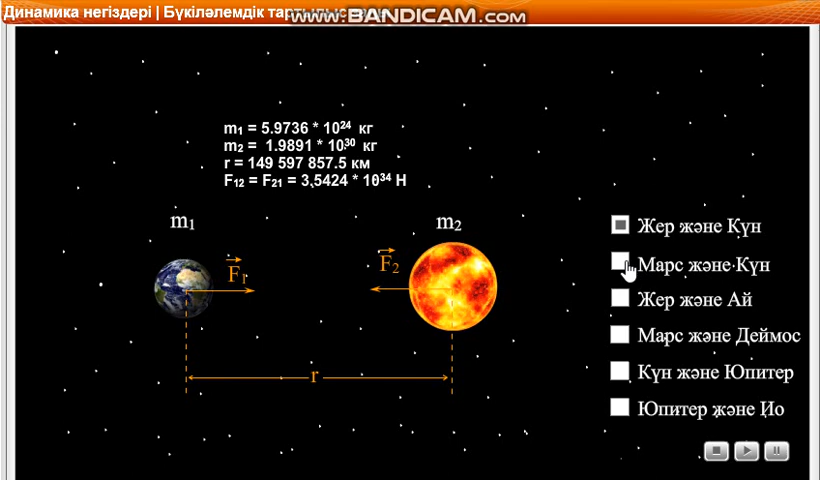 Динамика негіздері | Бүкіләлемдік
www.BANDICAM.com
m₁ = 5.9736 * 10²⁴ кг
m₂ = 1.9891 * 10³⁰ кг
r = 149 597 857.5 км
F₁₂ = F₂₁ = 3,5424 * 10³⁴ Н
m₁
m₂
F₁
F₂
r
Жер және Күн
Марс және Күн
Жер және Ай
Марс және Деймос
Күн және Юпитер
Юпитер және Ио